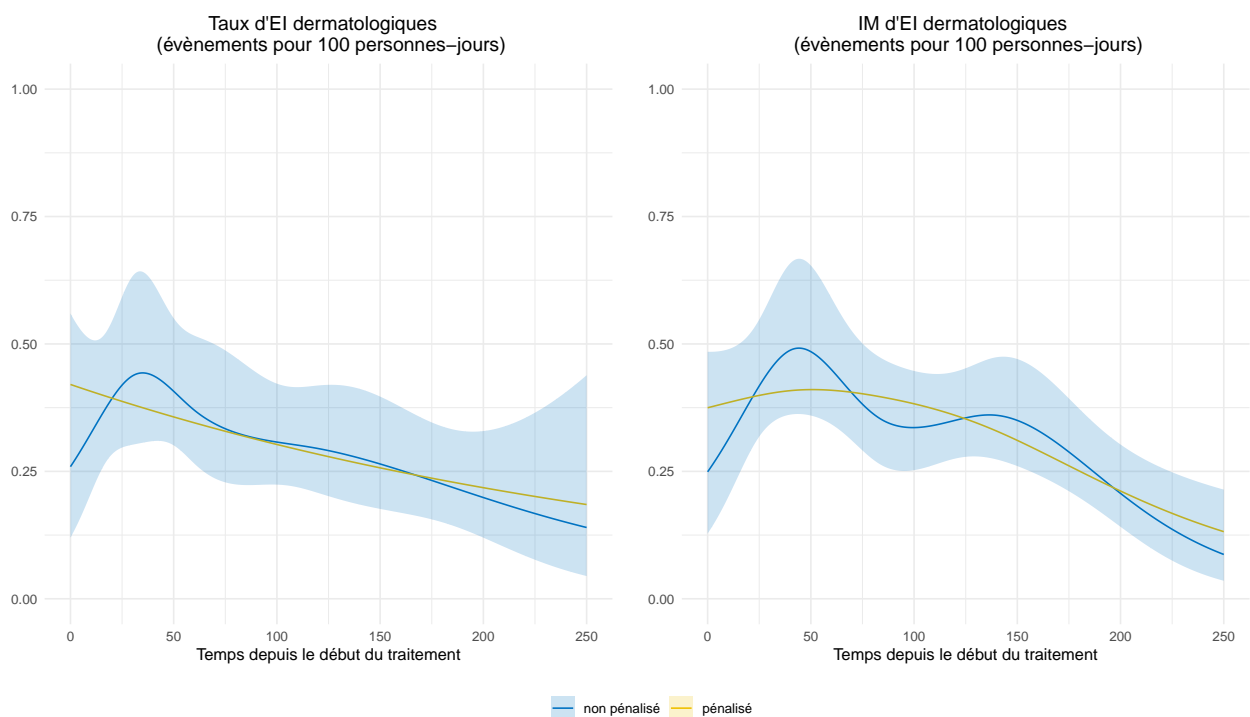 Taux d'EI dermatologiques
(évènements pour 100 personnes−jours)
1.00
0.75
0.50
0.25
0.00
0 50 100 150 200 250
Temps depuis le début du traitement
IM d'EI dermatologiques
(évènements pour 100 personnes−jours)
1.00
0.75
0.50
0.25
0.00
0 50 100 150 200 250
Temps depuis le début du traitement
non pénalisé pénalisé